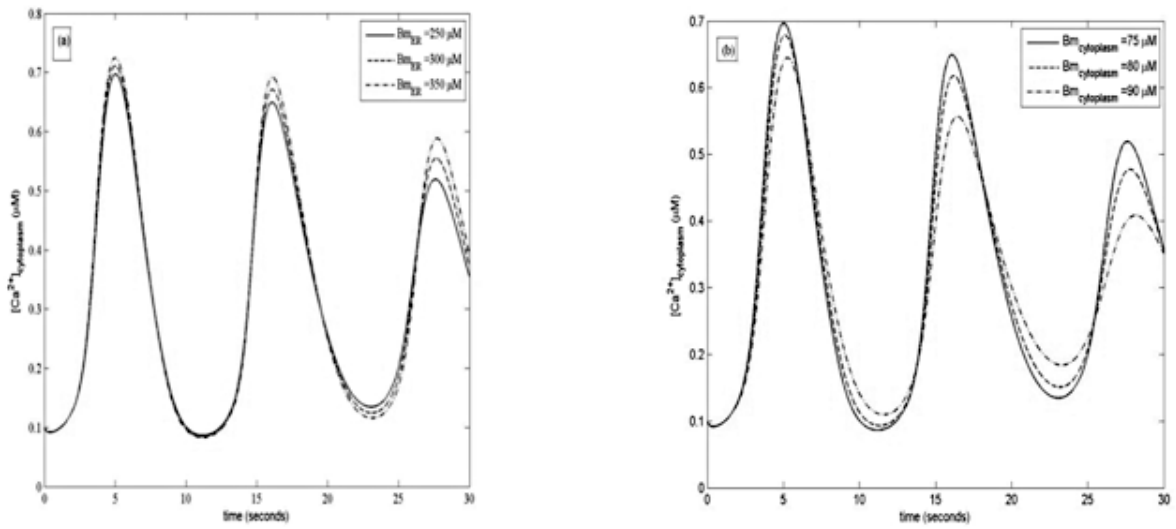 (a)
Bm_ER =250 μM
Bm_ER =300 μM
Bm_ER =350 μM
[Ca²⁺]cytoplasm (μM)
0.8
0.7
0.6
0.5
0.4
0.3
0.2
0.1
0
0 5 10 15 20 25 30
time (seconds)
(b)
Bm_cytoplasm =75 μM
Bm_cytoplasm =80 μM
Bm_cytoplasm =90 μM
[Ca²⁺]cytoplasm (μM)
0.7
0.6
0.5
0.4
0.3
0.2
0.1
0
0 5 10 15 20 25 30
time (seconds)